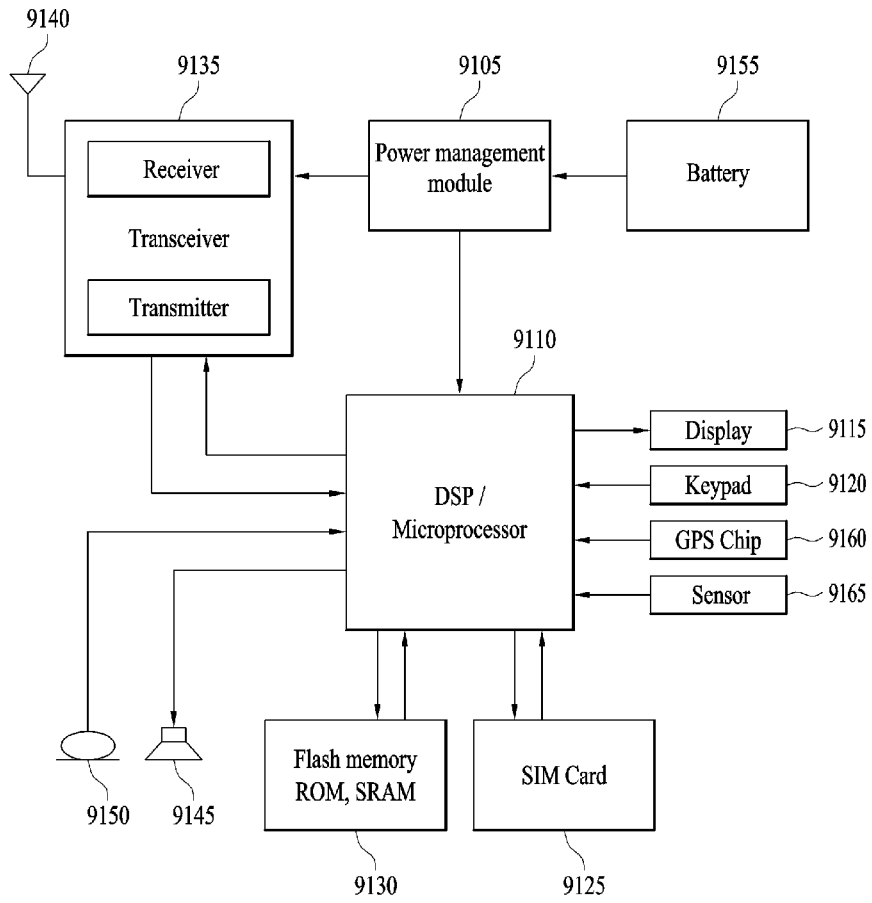 9140
9135
9105
9155
Receiver
Transceiver
Transmitter
Power management
module
Battery
9110
DSP /
Microprocessor
Display
9115
Keypad
9120
GPS Chip
9160
Sensor
9165
9150
9145
Flash memory
ROM, SRAM
SIM Card
9130
9125